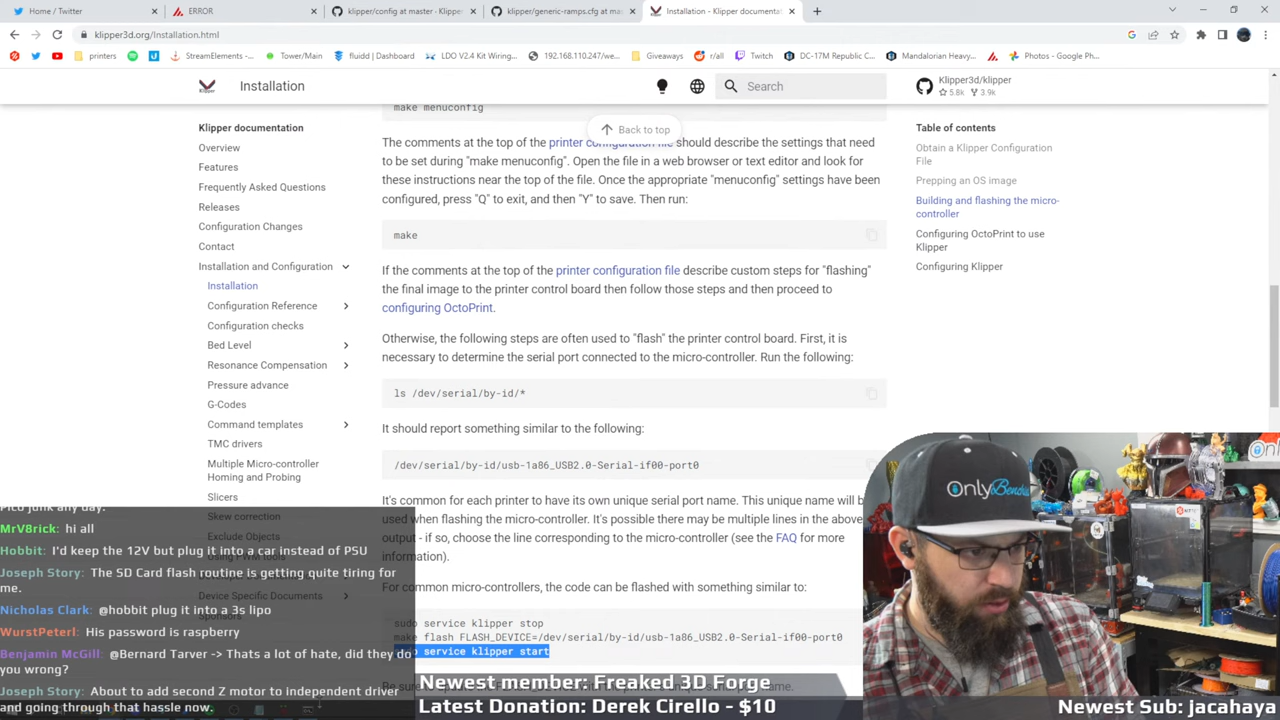 Home / Twitter
ERROR
klipper/config at master · Klipper
klipper/generic-ramps.cfg at mas
Installation - Klipper documentat
klipper3d.org/Installation.html
printers
StreamElements -
Tower/Main
fluidd | Dashboard
LDO V2.4 Kit Wiring...
192.168.110.247/we...
Giveaways
r/all
Twitch
DC-17M Republic C...
Mandalorian Heavy...
Photos - Google Ph...
Klipper
Installation
Search
Klipper3d/klipper
5.8k 3.9k
Klipper documentation
Overview
Features
Frequently Asked Questions
Releases
Configuration Changes
Contact
Installation and Configuration
Installation
Configuration Reference
Configuration checks
Bed Level
Resonance Compensation
Pressure advance
G-Codes
Command templates
TMC drivers
Multiple Micro-controller
Homing and Probing
Slicers
Skew correction
Exclude Objects
Using PWM tools
Device Specific Documents
Sponsors
make menuconfig
Back to top
The comments at the top of the printer configuration file should describe the settings that need
to be set during "make menuconfig". Open the file in a web browser or text editor and look for
these instructions near the top of the file. Once the appropriate "menuconfig" settings have been
configured, press "Q" to exit, and then "Y" to save. Then run:
make
If the comments at the top of the printer configuration file describe custom steps for "flashing"
the final image to the printer control board then follow those steps and then proceed to
configuring OctoPrint.
Otherwise, the following steps are often used to "flash" the printer control board. First, it is
necessary to determine the serial port connected to the micro-controller. Run the following:
ls /dev/serial/by-id/*
It should report something similar to the following:
/dev/serial/by-id/usb-1a86_USB2.0-Serial-if00-port0
It's common for each printer to have its own unique serial port name. This unique name will be
used when flashing the micro-controller. It's possible there may be multiple lines in the above
output - if so, choose the line corresponding to the micro-controller (see the FAQ for more
information).
For common micro-controllers, the code can be flashed with something similar to:
sudo service klipper stop
make flash FLASH_DEVICE=/dev/serial/by-id/usb-1a86_USB2.0-Serial-if00-port0
service klipper start
Table of contents
Obtain a Klipper Configuration
File
Prepping an OS image
Building and flashing the micro-
controller
Configuring OctoPrint to use
Klipper
Configuring Klipper
Pico junk any day.
MrV8rick: hi all
Hobbit: I'd keep the 12V but plug it into a car instead of PSU
Joseph Story: The SD Card flash routine is getting quite tiring for
me.
Nicholas Clark: @hobbit plug it into a 3s lipo
WurstPeterl: His password is raspberry
Benjamin McGill: @Bernard Tarver -> Thats a lot of hate, did they do
you wrong?
Joseph Story: About to add second Z motor to independent driver
and going through that hassle now.
Newest member: Freaked 3D Forge
Latest Donation: Derek Cirello - $10
Newest Sub: jacahaya